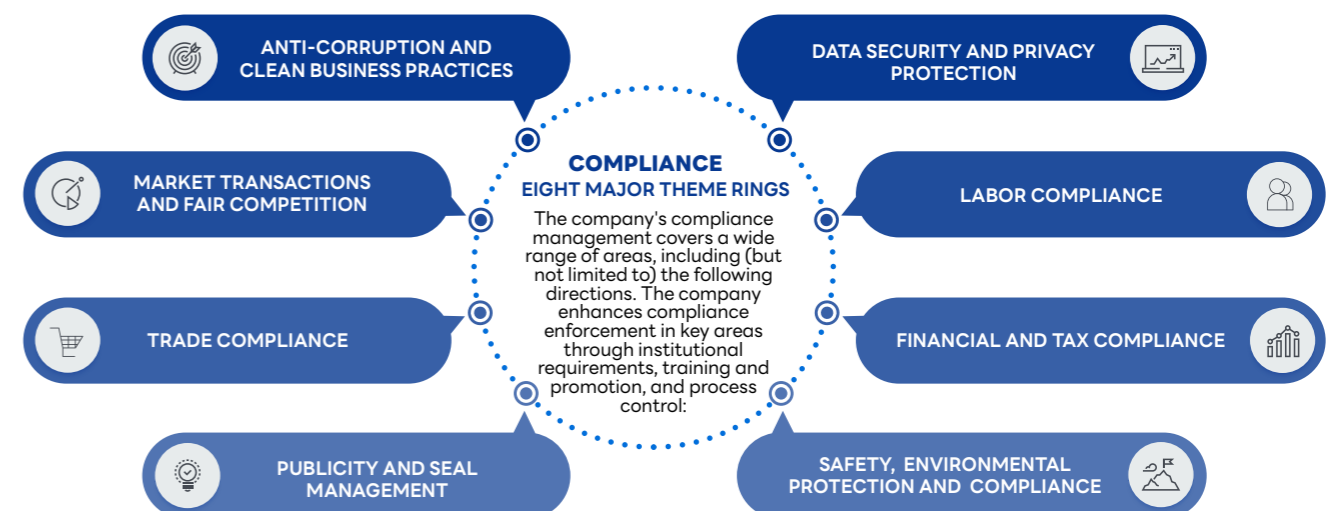 ANTI-CORRUPTION AND
CLEAN BUSINESS PRACTICES
DATA SECURITY AND PRIVACY
PROTECTION
MARKET TRANSACTIONS
AND FAIR COMPETITION
LABOR COMPLIANCE
COMPLIANCE
EIGHT MAJOR THEME RINGS
The company's compliance
management covers a wide
range of areas, including (but
not limited to) the following
directions. The company
enhances compliance
enforcement in key areas
through institutional
requirements, training and
promotion, and process
control:
TRADE COMPLIANCE
FINANCIAL AND TAX COMPLIANCE
PUBLICITY AND SEAL
MANAGEMENT
SAFETY, ENVIRONMENTAL
PROTECTION AND COMPLIANCE